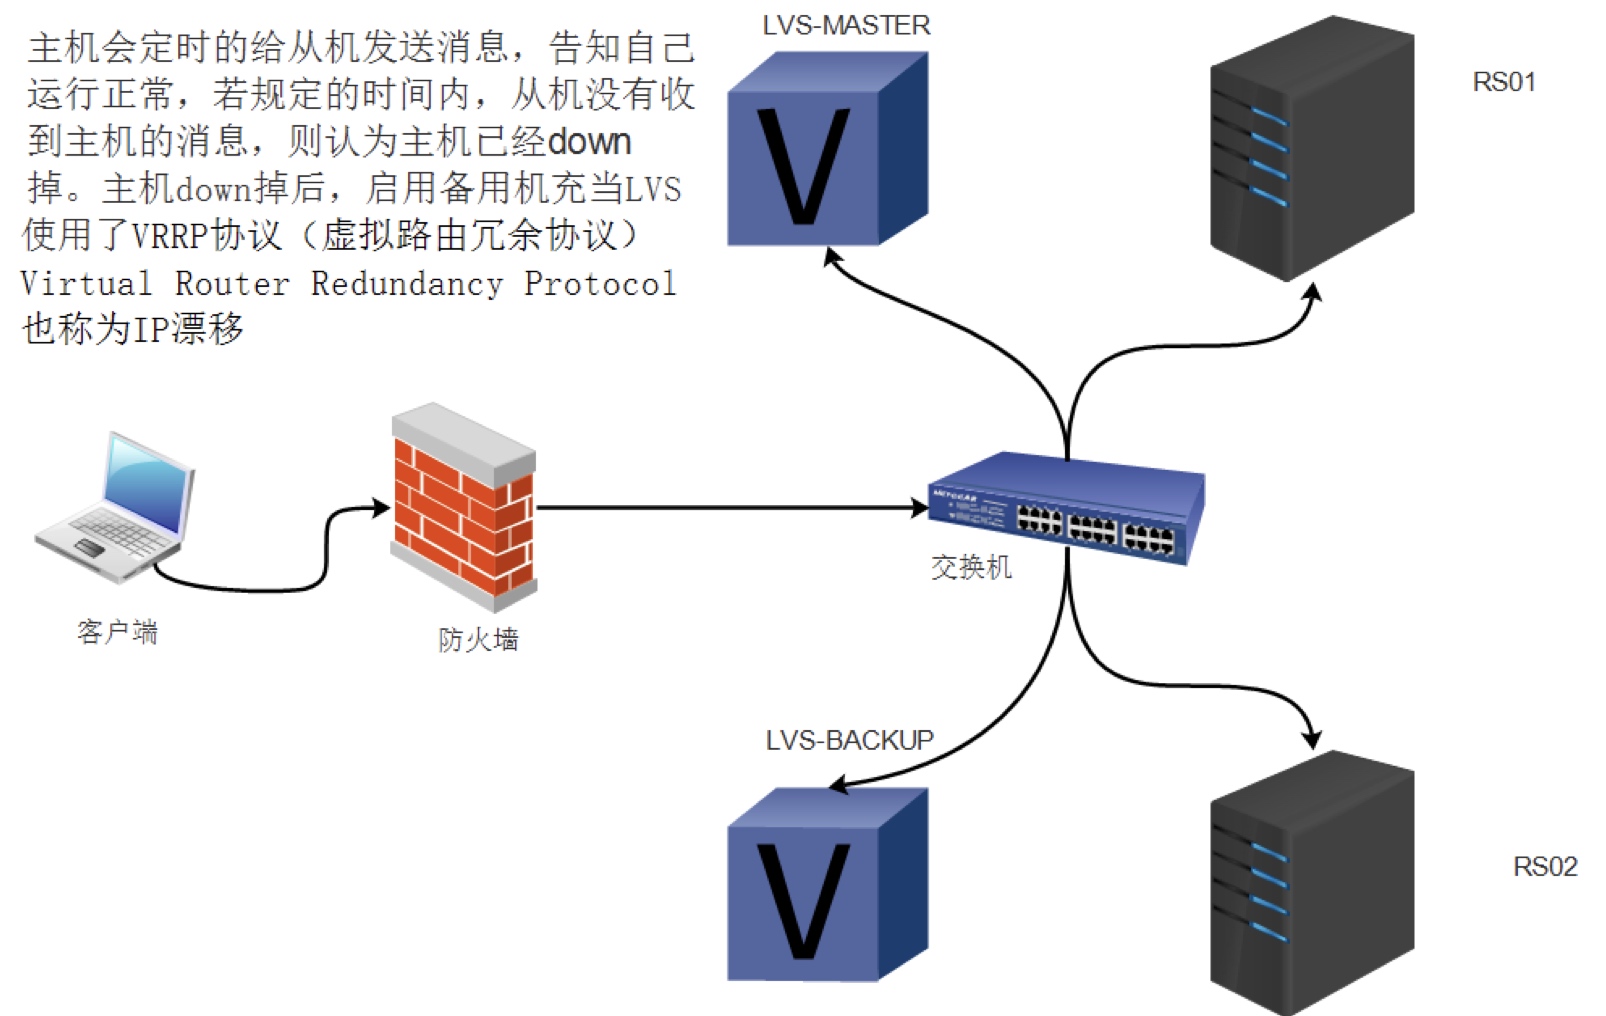 主机会定时的给从机发送消息，告知自己
运行正常，若规定的时间内，从机没有收
到主机的消息，则认为主机已经down
掉。主机down掉后，启用备用机充当LVS
使用了VRRP协议（虚拟路由冗余协议）
Virtual Router Redundancy Protocol
也称为IP漂移
LVS-MASTER
V
RS01
NETGEAR
交换机
客户端
防火墙
LVS-BACKUP
V
RS02